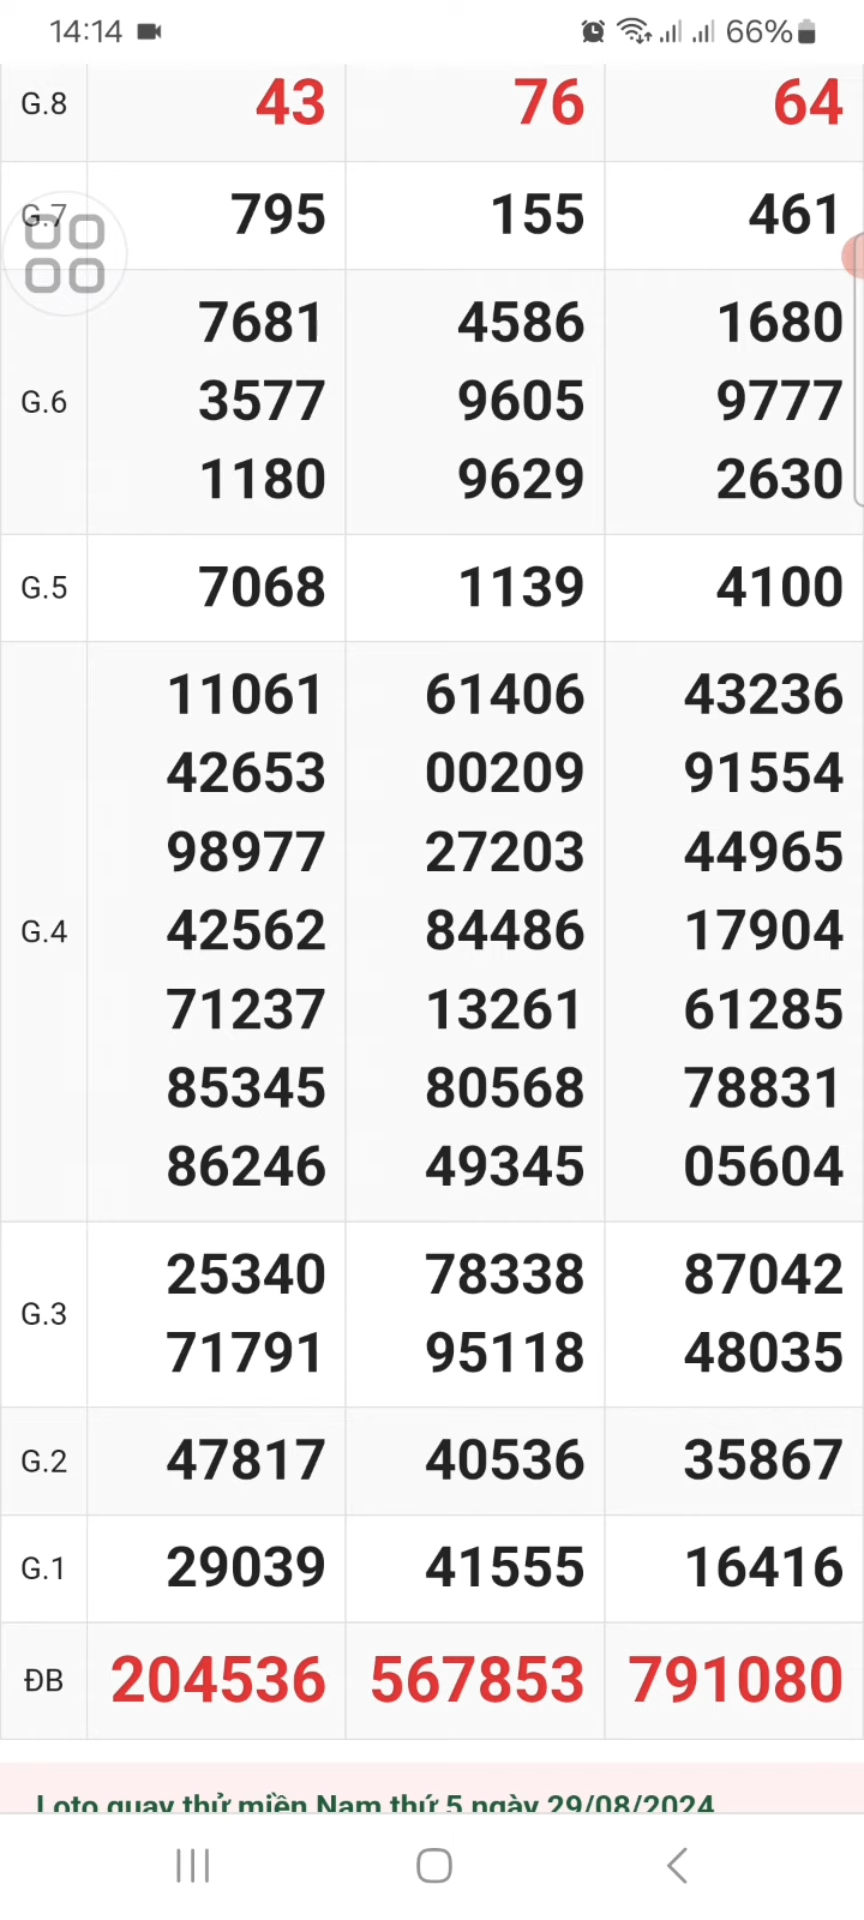 14:14 66%
G.8 43 76 64
G.7 795 155 461
7681 4586 1680
G.6 3577 9605 9777
1180 9629 2630
G.5 7068 1139 4100
11061 61406 43236
42653 00209 91554
98977 27203 44965
G.4 42562 84486 17904
71237 13261 61285
85345 80568 78831
86246 49345 05604
25340 78338 87042
G.3
71791 95118 48035
G.2 47817 40536 35867
G.1 29039 41555 16416
ĐB 204536 567853 791080
Loto quay thử miền Nam thứ 5 ngày 29/08/2024